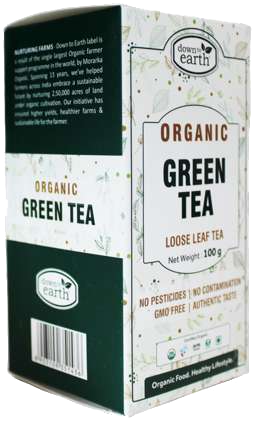 NURTURING FARMS - Down to Earth label is
a result of the single largest Organic farmer
support programme in the world, by Morarka
Organic. Spanning 15 years, we've helped
farmers across India embrace a sustainable
future by nurturing 2,50,000 acres of land
under organic cultivation. Our initiative has
ensured higher yields, healthier farms &
sustainable life for the farmer.
ORGANIC
GREEN TEA
down to
earth
down to
earth
ORGANIC
GREEN
TEA
LOOSE LEAF TEA
Net Weight: 100 g
NO PESTICIDES | NO CONTAMINATION
GMO FREE | AUTHENTIC TASTE
Certified Organic
Organic Food. Healthy Lifestyle.